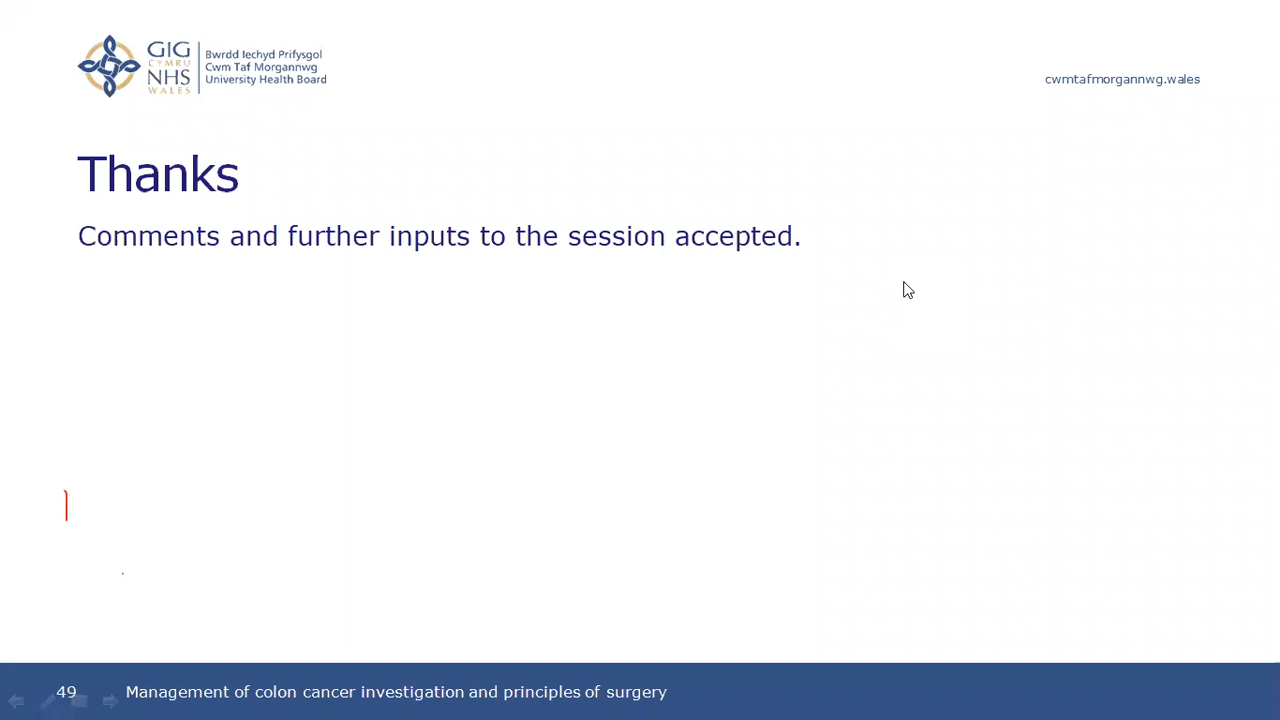 GIG
CYMRU
NHS
WALES
Bwrdd Iechyd Prifysgol
Cwm Taf Morgannwg
University Health Board
cwmtafmorgannwg.wales
Thanks
Comments and further inputs to the session accepted.
49 Management of colon cancer investigation and principles of surgery